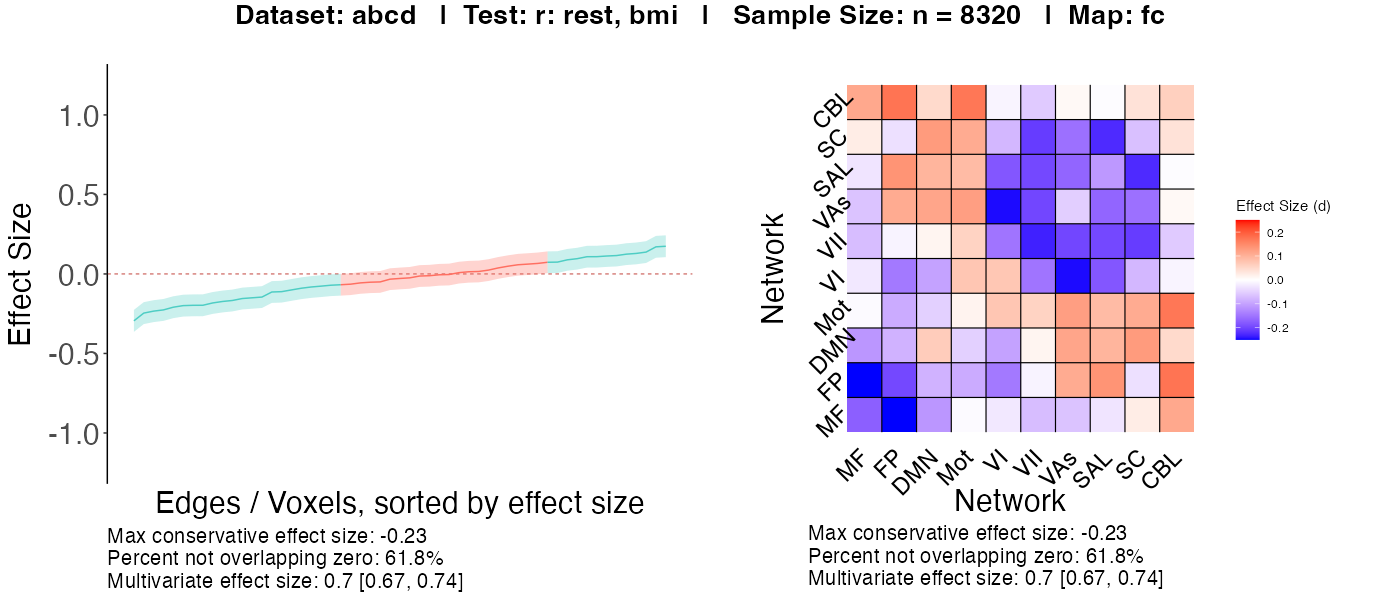 Dataset: abcd | Test: r: rest, bmi | Sample Size: n = 8320 | Map: fc
Effect Size
1.0
0.5
0.0
-0.5
-1.0
Edges / Voxels, sorted by effect size
Max conservative effect size: -0.23
Percent not overlapping zero: 61.8%
Multivariate effect size: 0.7 [0.67, 0.74]
Network
CBL
SC
SAL
VAs
VII
VI
Mot
DMN
FP
MF
MF
FP
DMN
Mot
VI
VII
VAs
SAL
SC
CBL
Network
Max conservative effect size: -0.23
Percent not overlapping zero: 61.8%
Multivariate effect size: 0.7 [0.67, 0.74]
Effect Size (d)
0.2
0.1
0.0
-0.1
-0.2